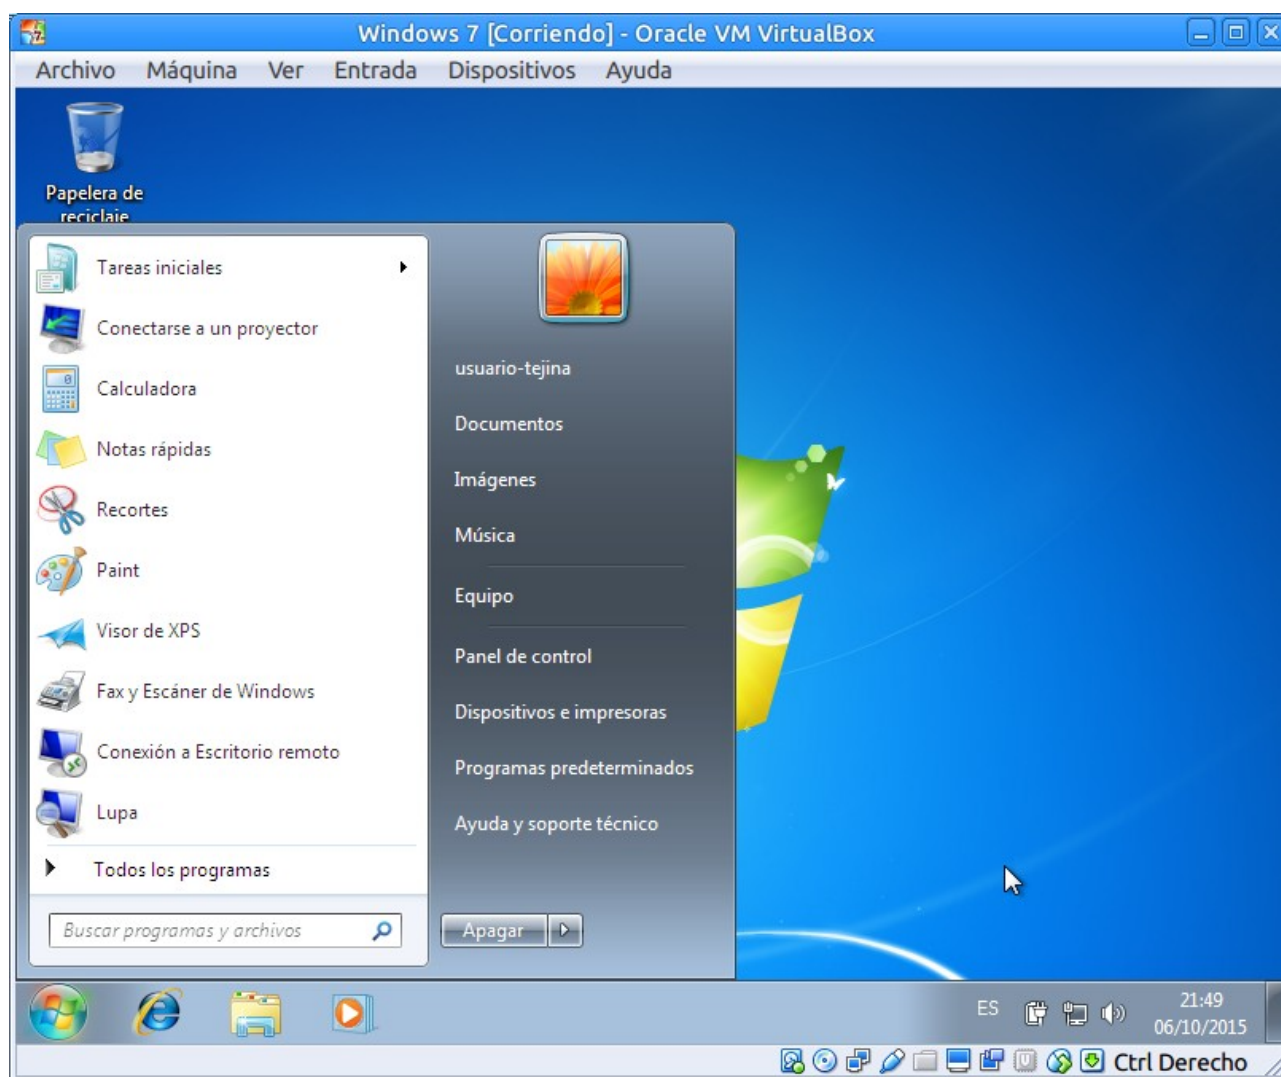 Windows 7 [Corriendo] - Oracle VM VirtualBox
Archivo Máquina Ver Entrada Dispositivos Ayuda
Papelera de
reciclaje
Tareas iniciales
Conectarse a un proyector
Calculadora
Notas rápidas
Recortes
Paint
Visor de XPS
Fax y Escáner de Windows
Conexión a Escritorio remoto
Lupa
Todos los programas
Buscar programas y archivos
usuario-tejina
Documentos
Imágenes
Música
Equipo
Panel de control
Dispositivos e impresoras
Programas predeterminados
Ayuda y soporte técnico
Apagar
ES
21:49
06/10/2015
Ctrl Derecho